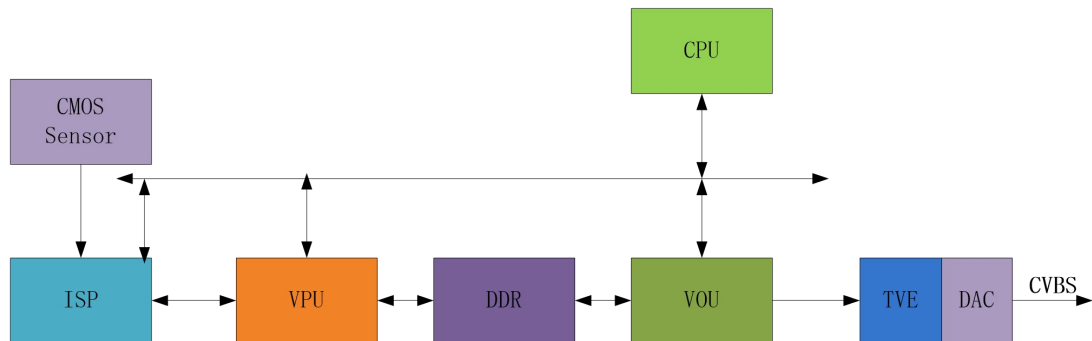 CPU
CMOS
Sensor
ISP
VPU
DDR
VOU
TVE
DAC
CVBS